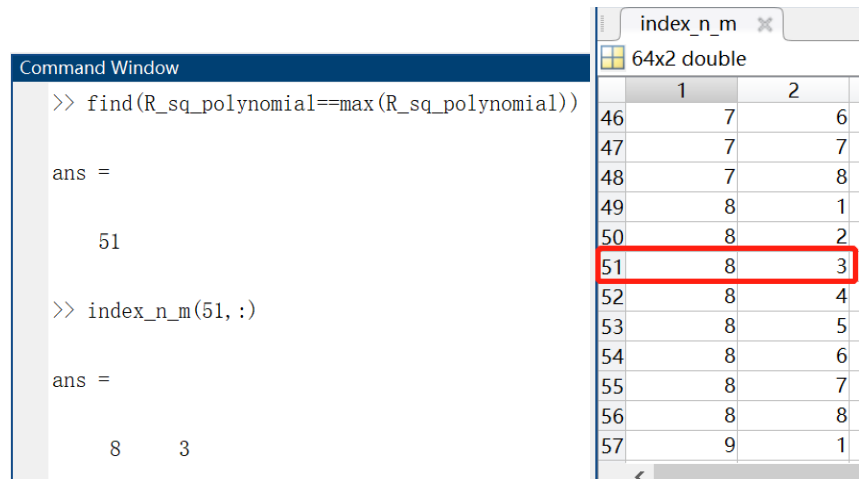 Command Window
>> find(R_sq_polynomial==max(R_sq_polynomial))
ans =
51
>> index_n_m(51,:)
ans =
8 3
index_n_m
64x2 double
1 2
46 7 6
47 7 7
48 7 8
49 8 1
50 8 2
51 8 3
52 8 4
53 8 5
54 8 6
55 8 7
56 8 8
57 9 1